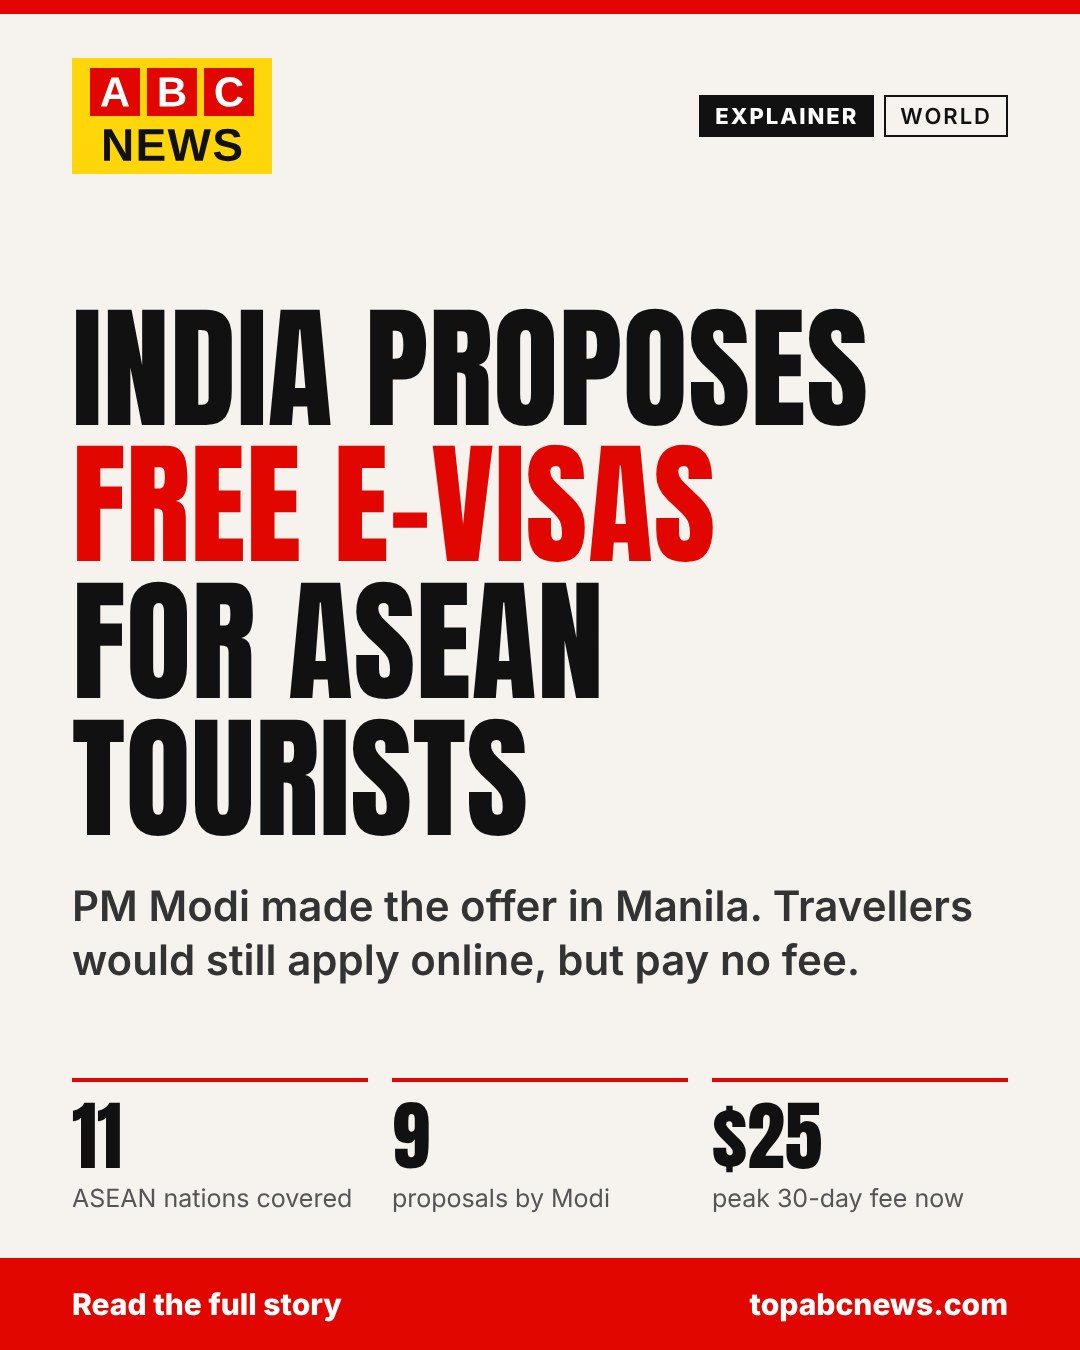 ABC
NEWS
EXPLAINER
WORLD
INDIA PROPOSES
FREE E-VISAS
FOR ASEAN
TOURISTS
PM Modi made the offer in Manila. Travellers
would still apply online, but pay no fee.
11
ASEAN nations covered
9
proposals by Modi
$25
peak 30-day fee now
Read the full story
topabcnews.com